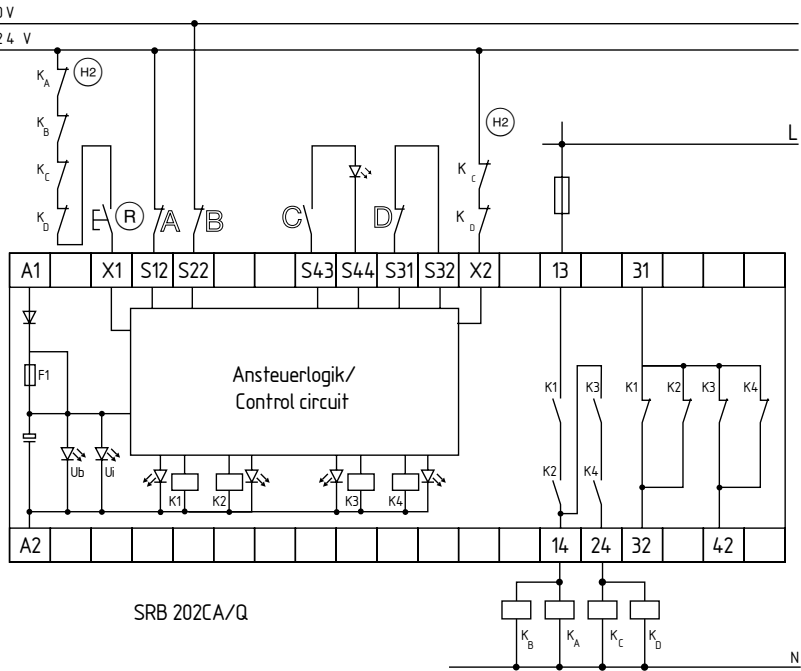 0V
24 V
K_A H2
K_B
H2
L
K_C K_C
K_D R A B C D K_D
A1 X1 S12 S22 S43 S44 S31 S32 X2 13 31
F1
Ansteuerlogik/
Control circuit
K1 K3 K1 K2 K3 K4
Ub Ui
K1 K2 K3 K4
K2 K4
A2 14 24 32 42
SRB 202CA/Q
K_B K_A K_C K_D
N